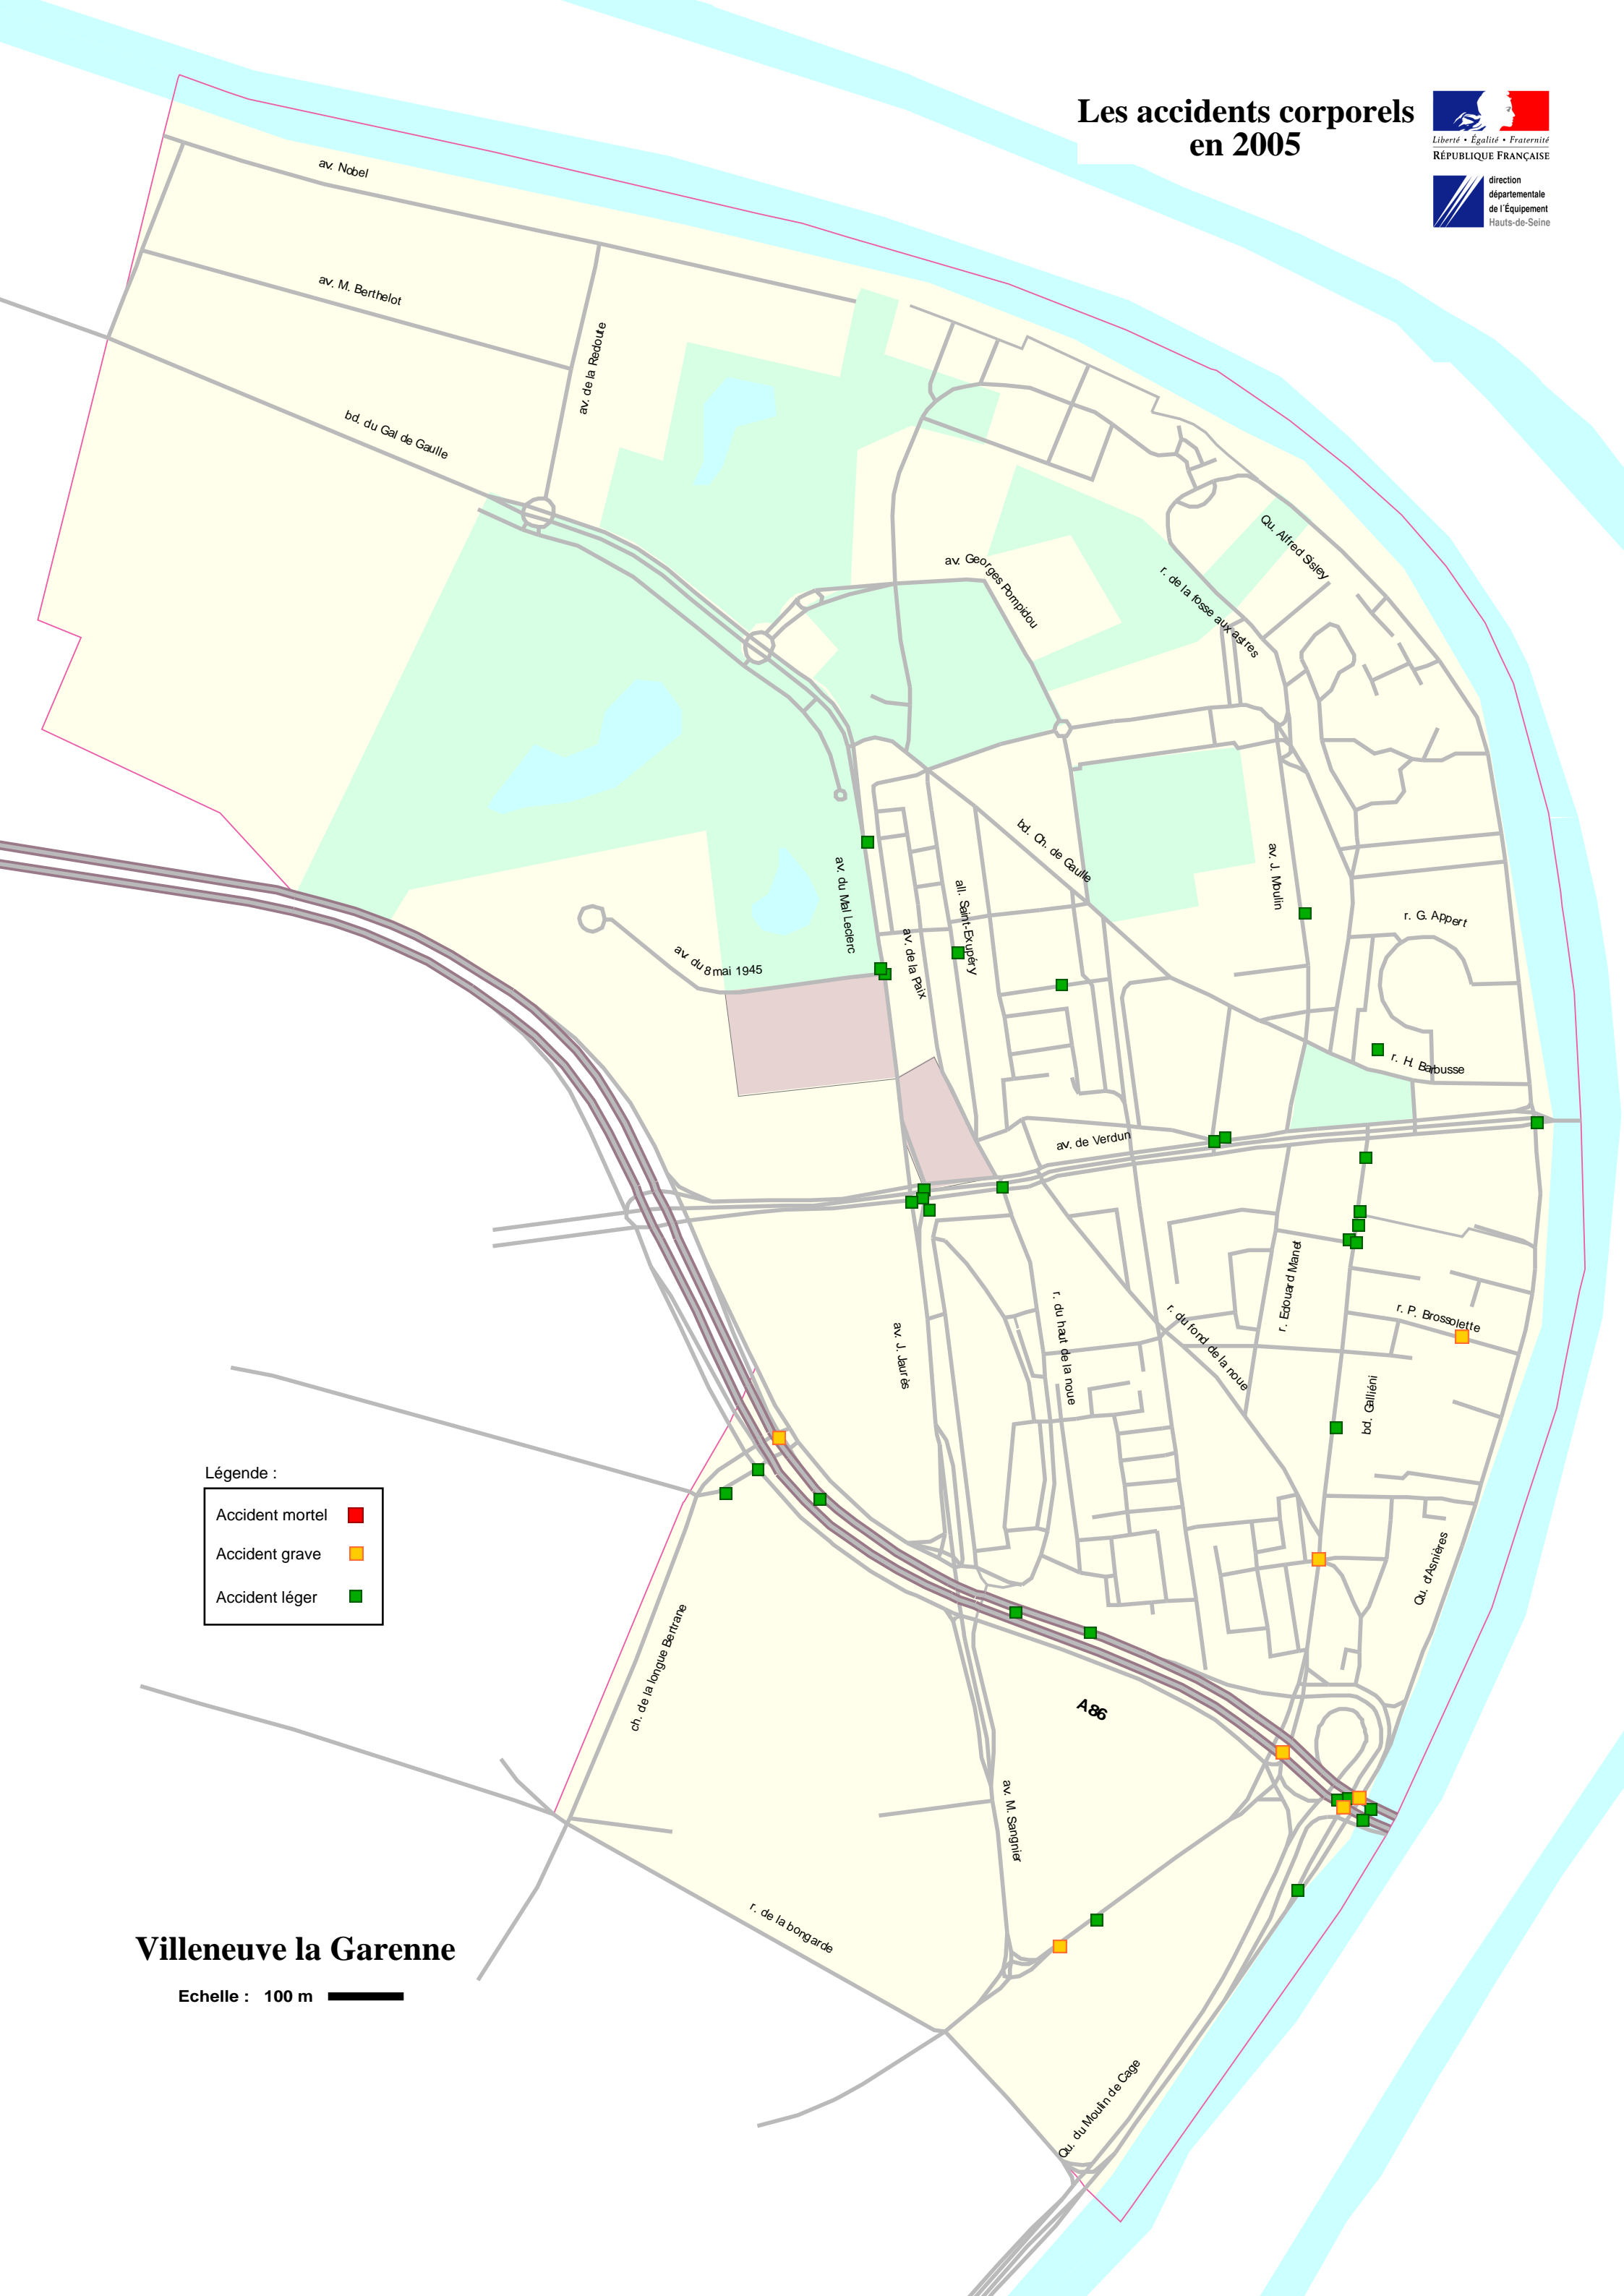 Les accidents corporels
en 2005
Liberté • Égalité • Fraternité
RÉPUBLIQUE FRANÇAISE
direction
départementale
de l'Équipement
Hauts-de-Seine
av. Nobel
av. M. Berthelot
av. de la Redoute
bd. du Gal de Gaulle
Qu. Alfred Sisley
av. Georges Pompidou
r. de la fosse aux astres
bd. Ch. de Gaulle
av. J. Moulin
av. du Mal Leclerc
all. Saint-Exupéry
r. G. Appert
av. de la Paix
av. du 8 mai 1945
r. H. Barbusse
av. de Verdun
r. Edouard Manet
r. du haut de la noue
r. du fond de la noue
r. P. Brossolette
av. J. Jaurès
bd. Galliéni
Légende :
Accident mortel
Accident grave
Accident léger
Qu. d'Asnières
ch. de la longue Bertrane
A86
av. M. Sangnier
r. de la bongarde
Villeneuve la Garenne
Echelle : 100 m
Qu. du Moulin de Cage